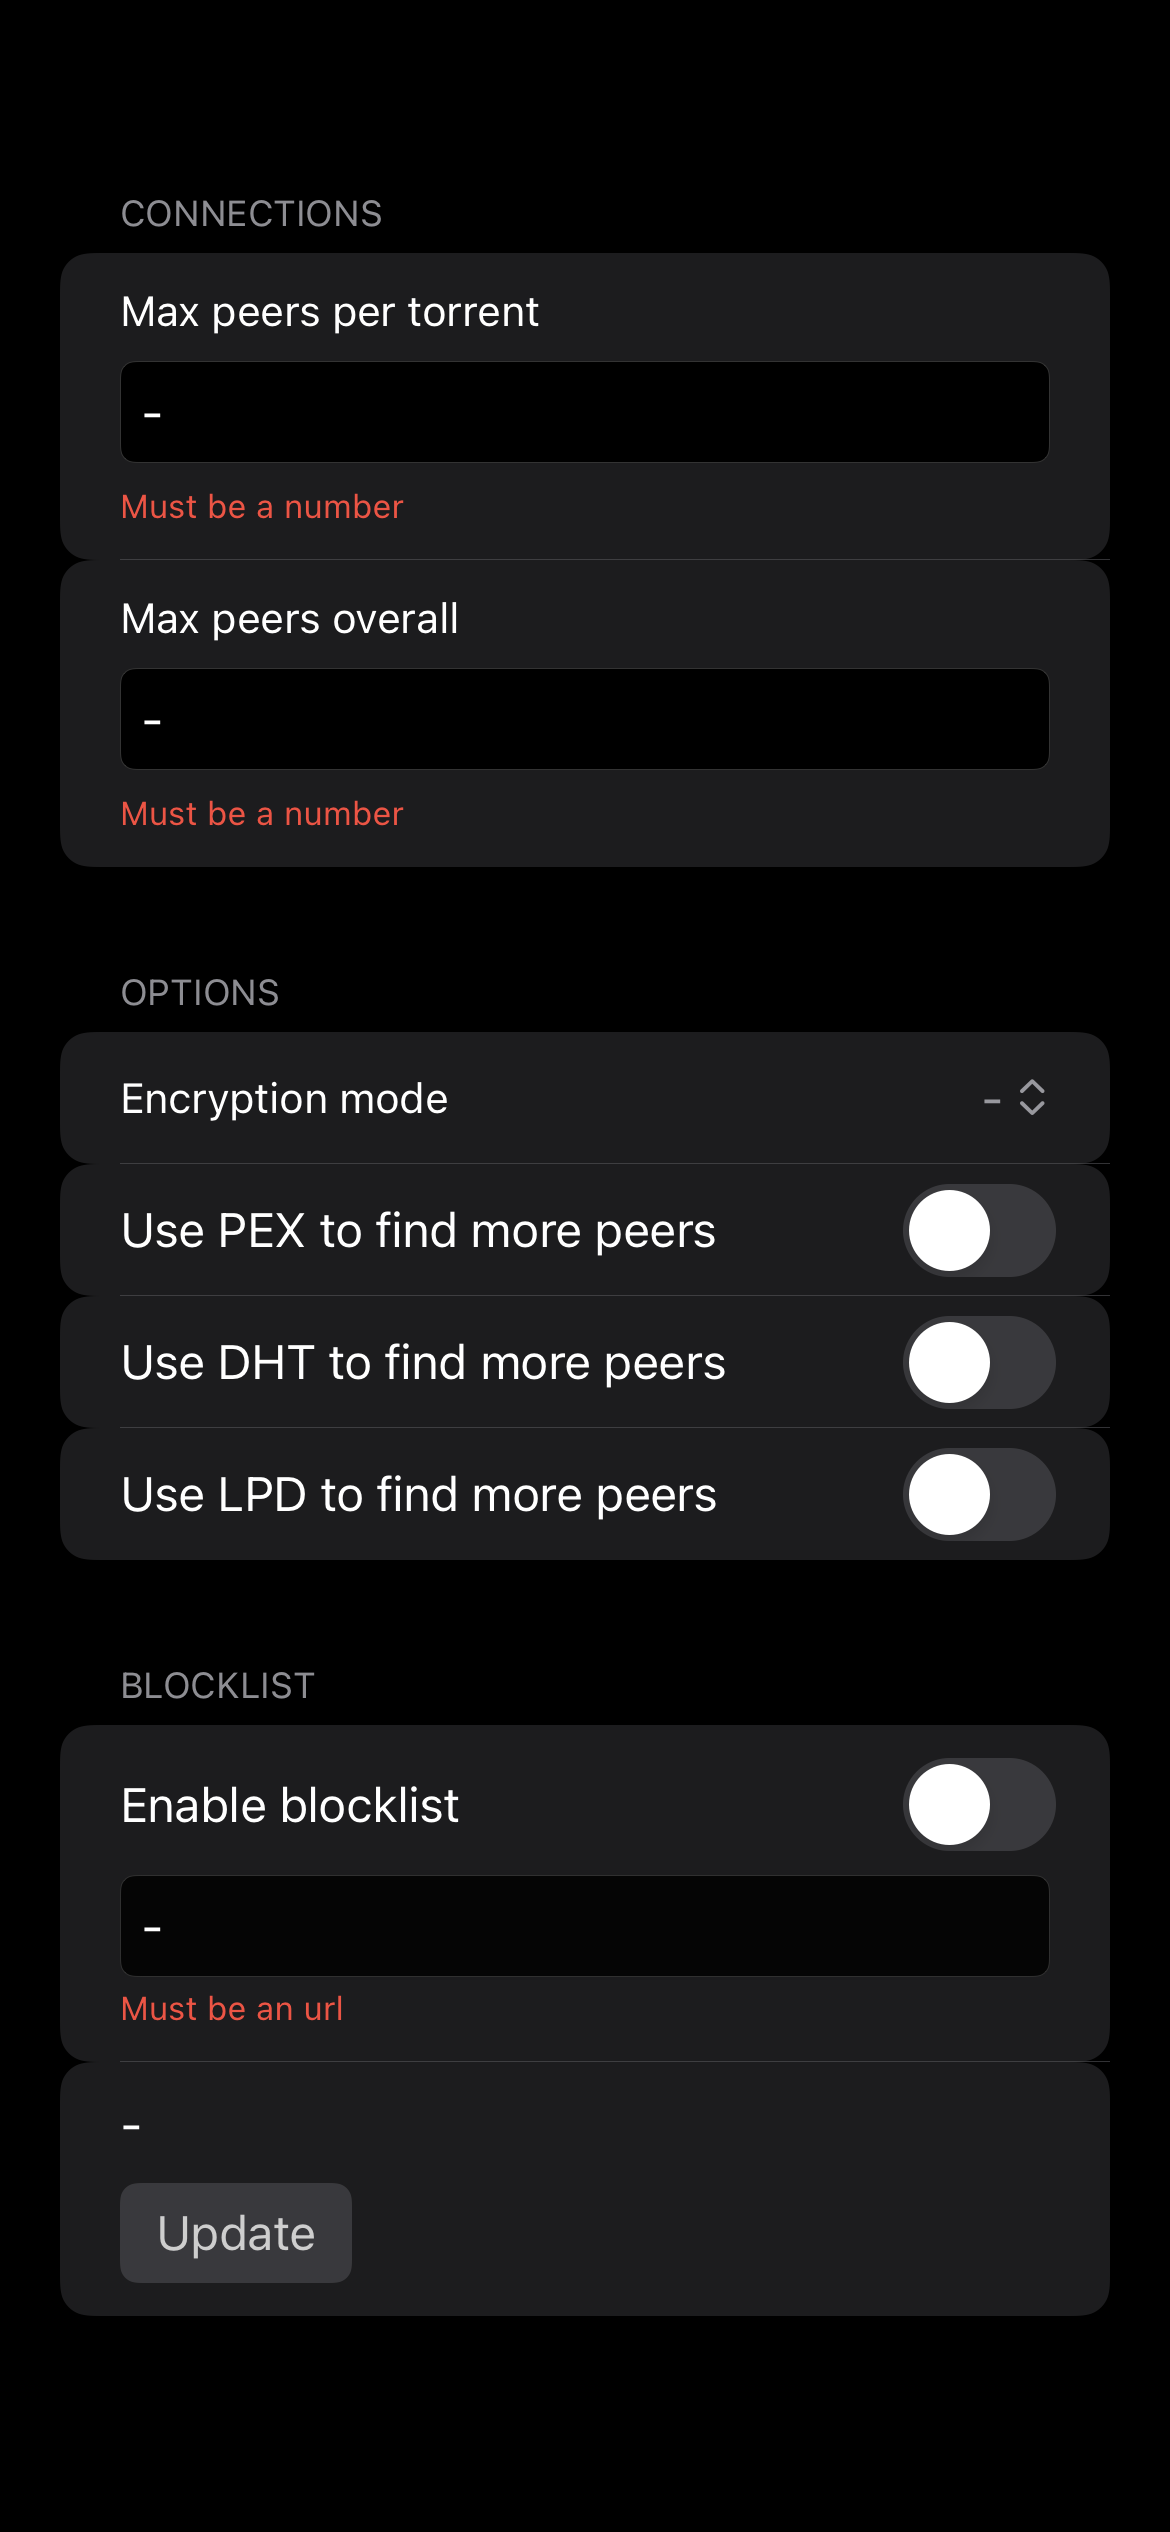 CONNECTIONS
Max peers per torrent
-
Must be a number
Max peers overall
-
Must be a number
OPTIONS
Encryption mode -
Use PEX to find more peers
Use DHT to find more peers
Use LPD to find more peers
BLOCKLIST
Enable blocklist
-
Must be an url
-
Update